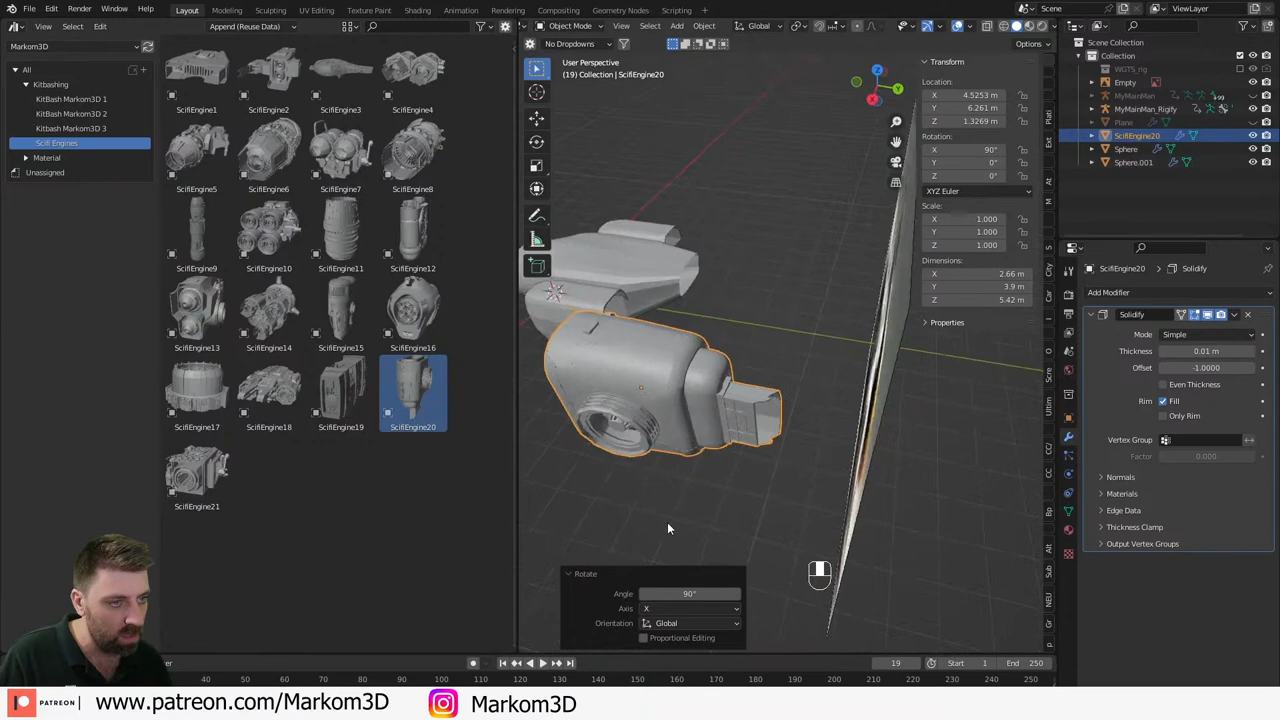 File Edit Render Window Help Layout Modeling Sculpting UV Editing Texture Paint Shading Animation Rendering Compositing Geometry Nodes Scripting Scene ViewLayer
View Select Edit Append (Reuse Data)
Object Mode View Select Add Object Global
Markom3D
All
Kitbashing
KitBash Markom3D 1
KitBash Markom3D 2
Kitbash Markom 3D 3
Scifi Engines
Material
Unassigned
ScifiEngine1 ScifiEngine2 ScifiEngine3 ScifiEngine4
ScifiEngine5 ScifiEngine6 ScifiEngine7 ScifiEngine8
ScifiEngine9 ScifiEngine10 ScifiEngine11 ScifiEngine12
ScifiEngine13 ScifiEngine14 ScifiEngine15 ScifiEngine16
ScifiEngine17 ScifiEngine18 ScifiEngine19 ScifiEngine20
ScifiEngine21
No Dropdowns Options
User Perspective
(19) Collection | ScifiEngine20
Z
Y
X
Transform
Location:
X 4.5253 m
Y 6.261 m
Z 1.3269 m
Rotation:
X 90°
Y 0°
Z 0°
XYZ Euler
Scale:
X 1.000
Y 1.000
Z 1.000
Dimensions:
X 2.66 m
Y 3.9 m
Z 5.42 m
Properties
Scene Collection
Collection
WGTS_rig
Empty
MyMainMan
MyMainMan_Rigify
Plane
ScifiEngine20
Sphere
Sphere.001
ScifiEngine20 Solidify
Add Modifier
Solidify
Mode Simple
Thickness 0.01 m
Offset -1.0000
Even Thickness
Rim Fill
Only Rim
Vertex Group
Factor 0.000
Normals
Materials
Edge Data
Thickness Clamp
Output Vertex Groups
Rotate
Angle 90°
Axis X
Orientation Global
Proportional Editing
19 Start 1 End 250
40 50 60 70 80 90 100 110 120 130 140 150 160 170 180 190 200 210 220 230 240 250
PATREON www.patreon.com/Markom3D Markom3D